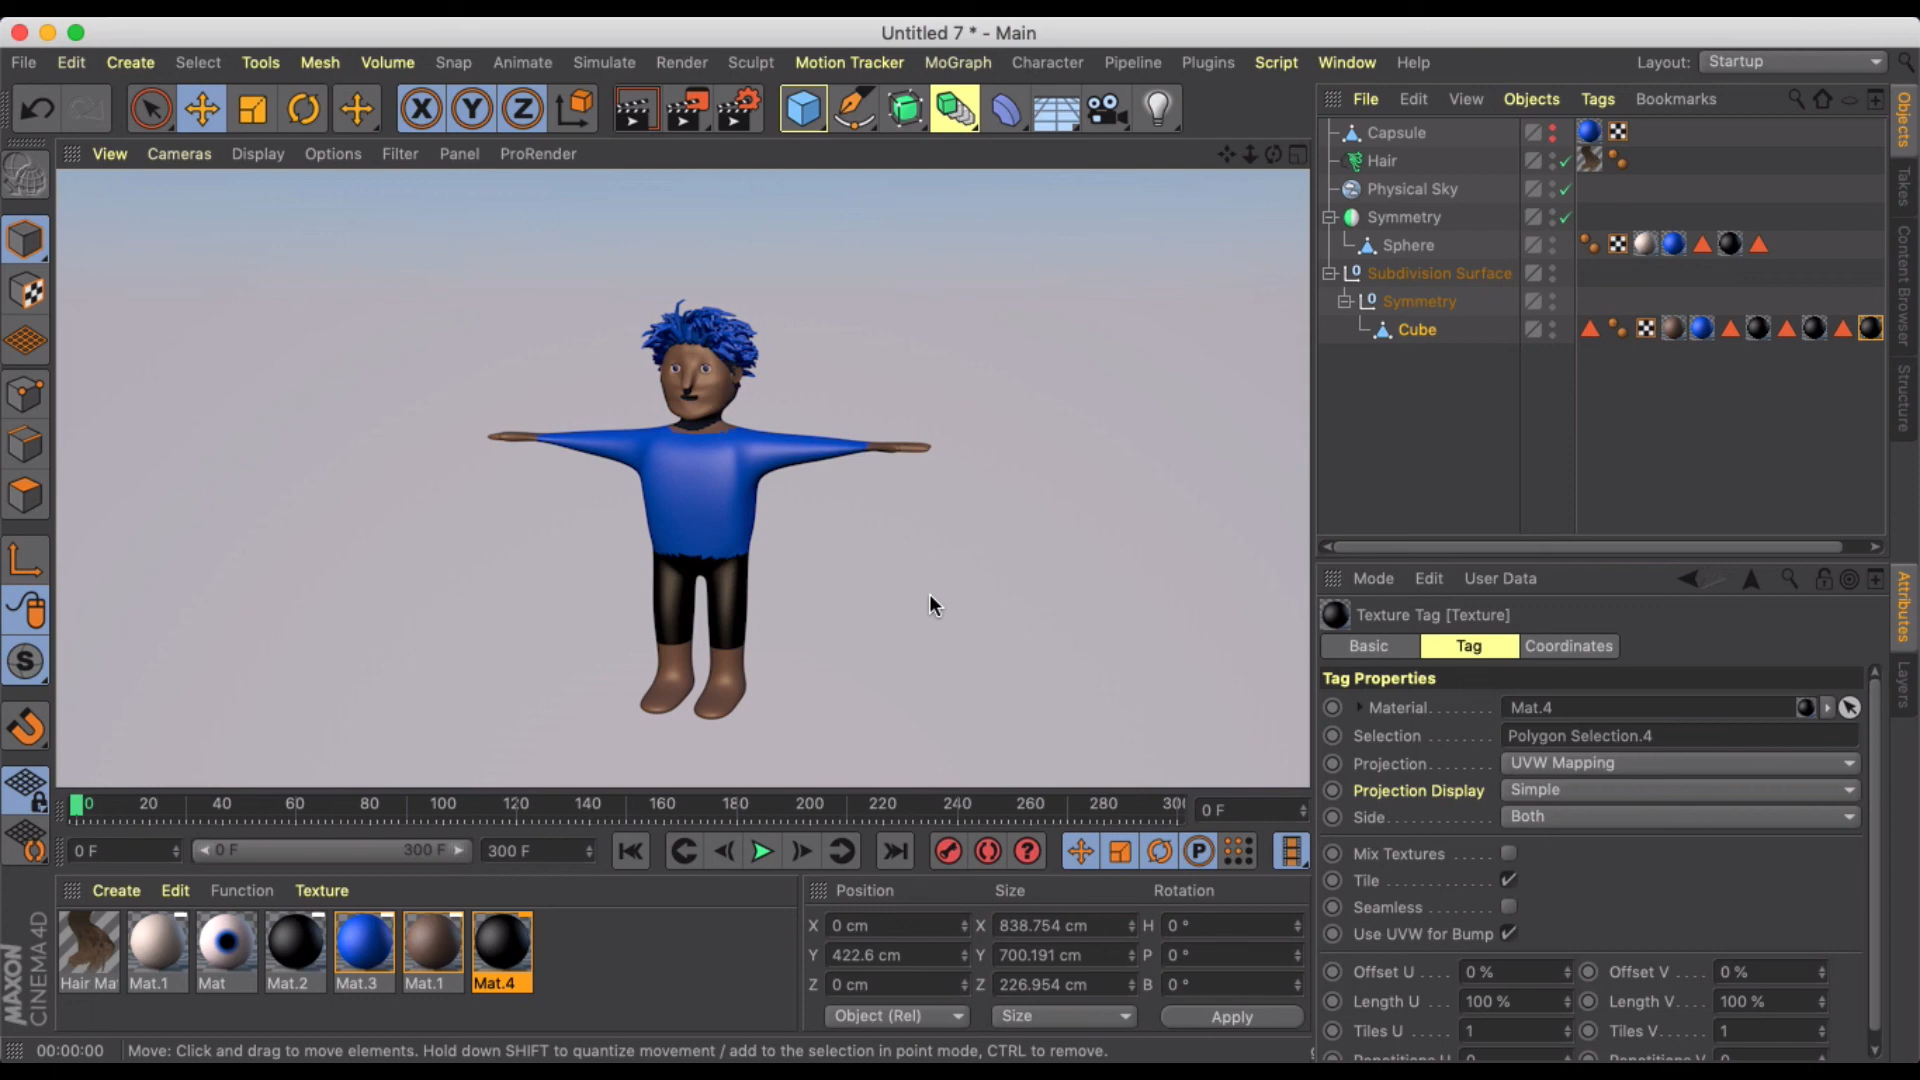 Untitled 7 * - Main
File Edit Create Select Tools Mesh Volume Snap Animate Simulate Render Sculpt Motion Tracker MoGraph Character Pipeline Plugins Script Window Help Layout: Startup
X Y Z
File Edit View Objects Tags Bookmarks
View Cameras Display Options Filter Panel ProRender
Capsule
Hair
Physical Sky
Symmetry
Sphere
Subdivision Surface
Symmetry
Cube
Objects
Takes
Content Browser
Structure
Mode Edit User Data
Texture Tag [Texture]
Basic Tag Coordinates
Tag Properties
Material Mat.4
Selection Polygon Selection.4
Projection UVW Mapping
Projection Display Simple
Side Both
Mix Textures
Tile
Seamless
Use UVW for Bump
Offset U 0 % Offset V 0 %
Length U 100 % Length V 100 %
Tiles U 1 Tiles V 1
Attributes
Layers
0 20 40 60 80 100 120 140 160 180 200 220 240 260 280 0 F
0 F 0 F 300 F 300 F
Create Edit Function Texture
Hair Ma Mat.1 Mat Mat.2 Mat.3 Mat.1 Mat.4
Position Size Rotation
X 0 cm X 838.754 cm H 0 °
Y 422.6 cm Y 700.191 cm P 0 °
Z 0 cm Z 226.954 cm B 0 °
Object (Rel) Size Apply
MAXON
CINEMA 4D
00:00:00 Move: Click and drag to move elements. Hold down SHIFT to quantize movement / add to the selection in point mode, CTRL to remove.